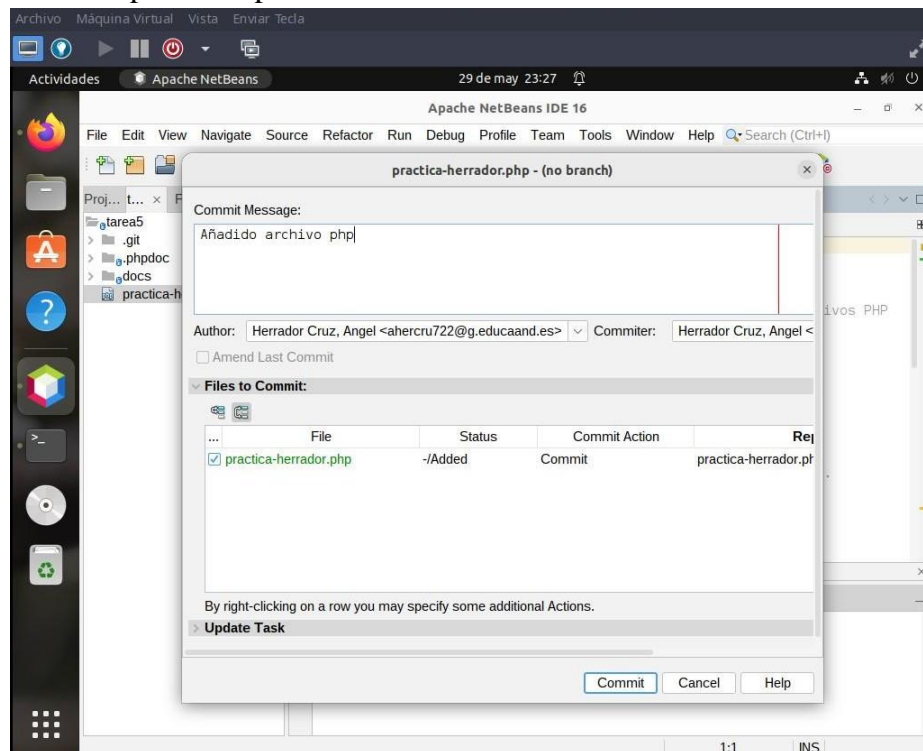 Archivo Máquina Virtual Vista Enviar Tecla
Actividades Apache NetBeans 29 de may 23:27
Apache NetBeans IDE 16
File Edit View Navigate Source Refactor Run Debug Profile Team Tools Window Help Search (Ctrl+I)
practica-herrador.php - (no branch)
Proj... t... F
tarea5
.git
.phpdoc
docs
practica-h
Commit Message:
Añadido archivo php
ivos PHP
Author: Herrador Cruz, Angel <ahercru722@g.educaand.es> Commiter: Herrador Cruz, Angel <
Amend Last Commit
Files to Commit:
... File Status Commit Action Rep
practica-herrador.php -/Added Commit practica-herrador.ph
By right-clicking on a row you may specify some additional Actions.
Update Task
Commit Cancel Help
1:1 INS